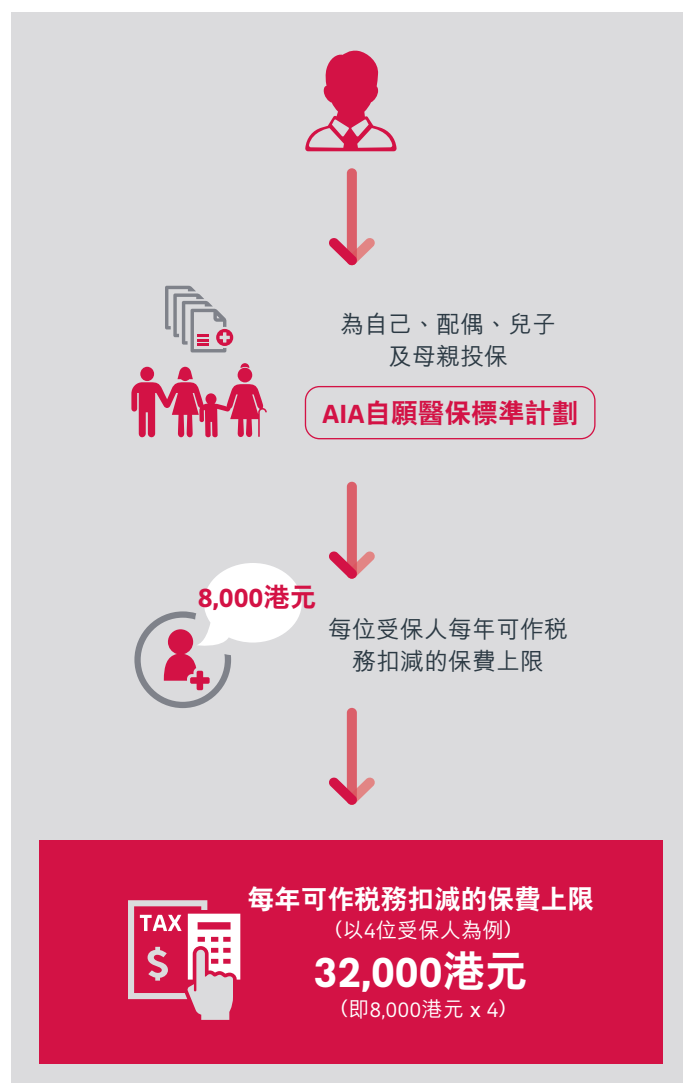 為自己、配偶、兒子
及母親投保
AIA自願醫保標準計劃
8,000港元
每位受保人每年可作税
務扣減的保費上限
每年可作税務扣減的保費上限
（以4位受保人為例）
TAX
$
32,000港元
（即8,000港元 x 4）